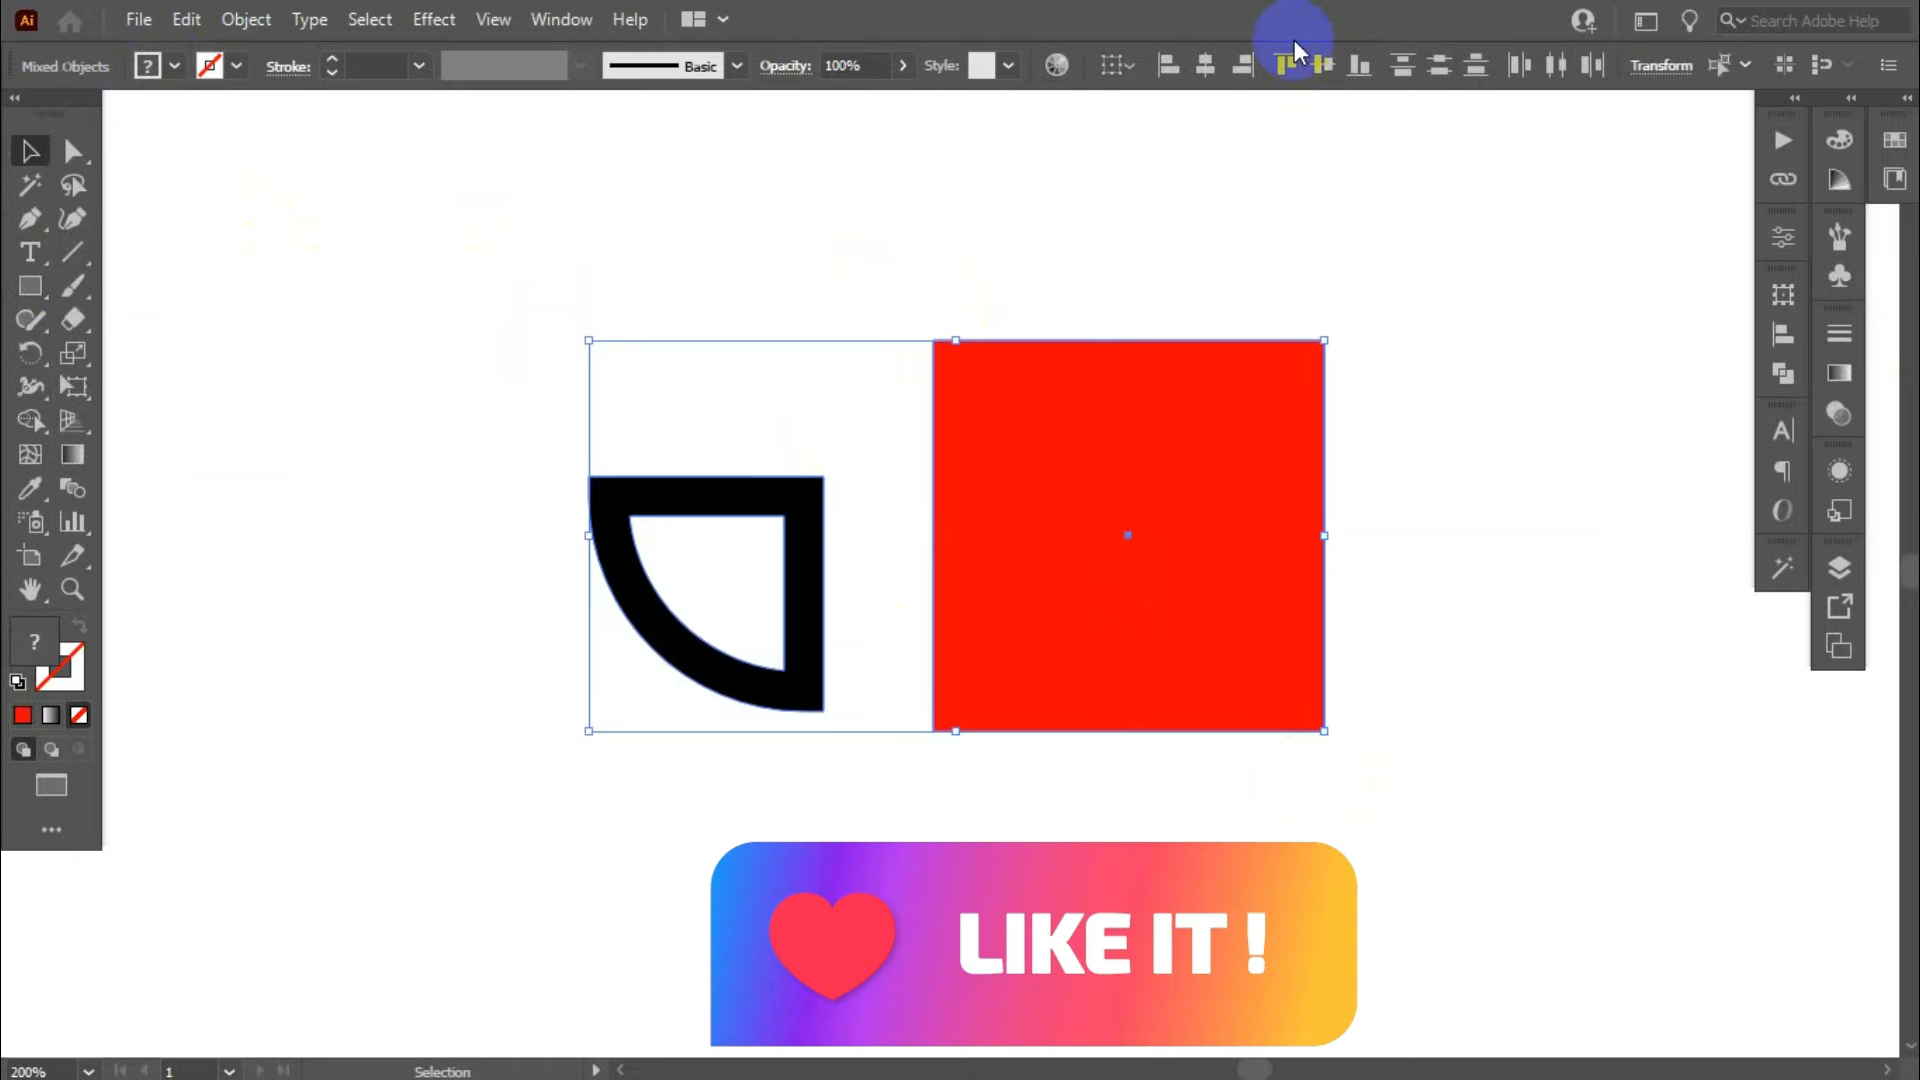 Ai File Edit Object Type Select Effect View Window Help Search Adobe Help
Mixed Objects ? Stroke: Basic Opacity: 100% Style: Transform
?
LIKE IT !
200% 1 Selection